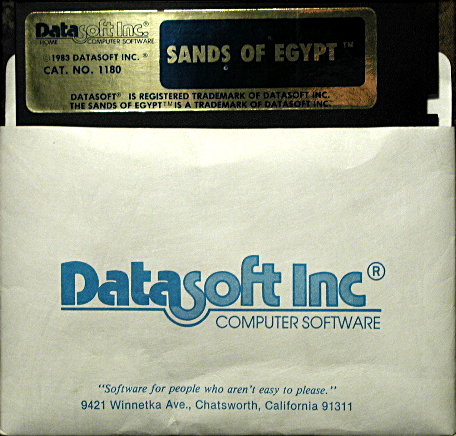 Datasoft Inc.®
HOME COMPUTER SOFTWARE
©1983 DATASOFT INC.®
CAT. NO. 1180
SANDS OF EGYPT™
DATASOFT® IS REGISTERED TRADEMARK OF DATASOFT INC.
THE SANDS OF EGYPT™ IS A TRADEMARK OF DATASOFT INC.
Datasoft Inc®
COMPUTER SOFTWARE
"Software for people who aren't easy to please."
9421 Winnetka Ave., Chatsworth, California 91311